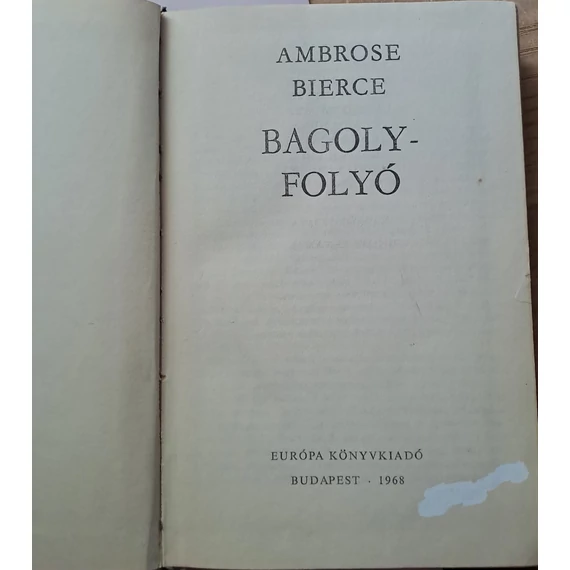 AMBROSE
BIERCE
BAGOLY-
FOLYÓ
EURÓPA KÖNYVKIADÓ
BUDAPEST · 1968